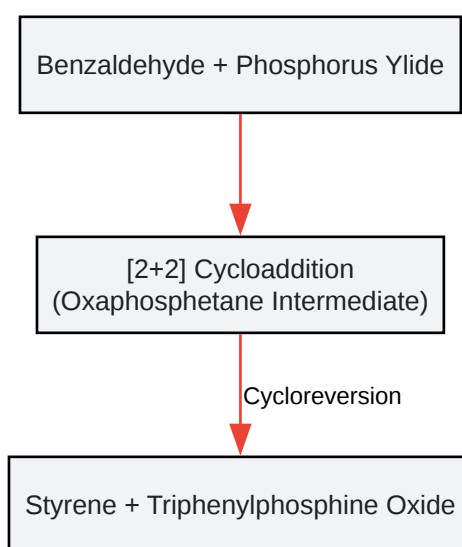 Benzaldehyde + Phosphorus Ylide
[2+2] Cycloaddition
(Oxaphosphetane Intermediate)
Cycloreversion
Styrene + Triphenylphosphine Oxide